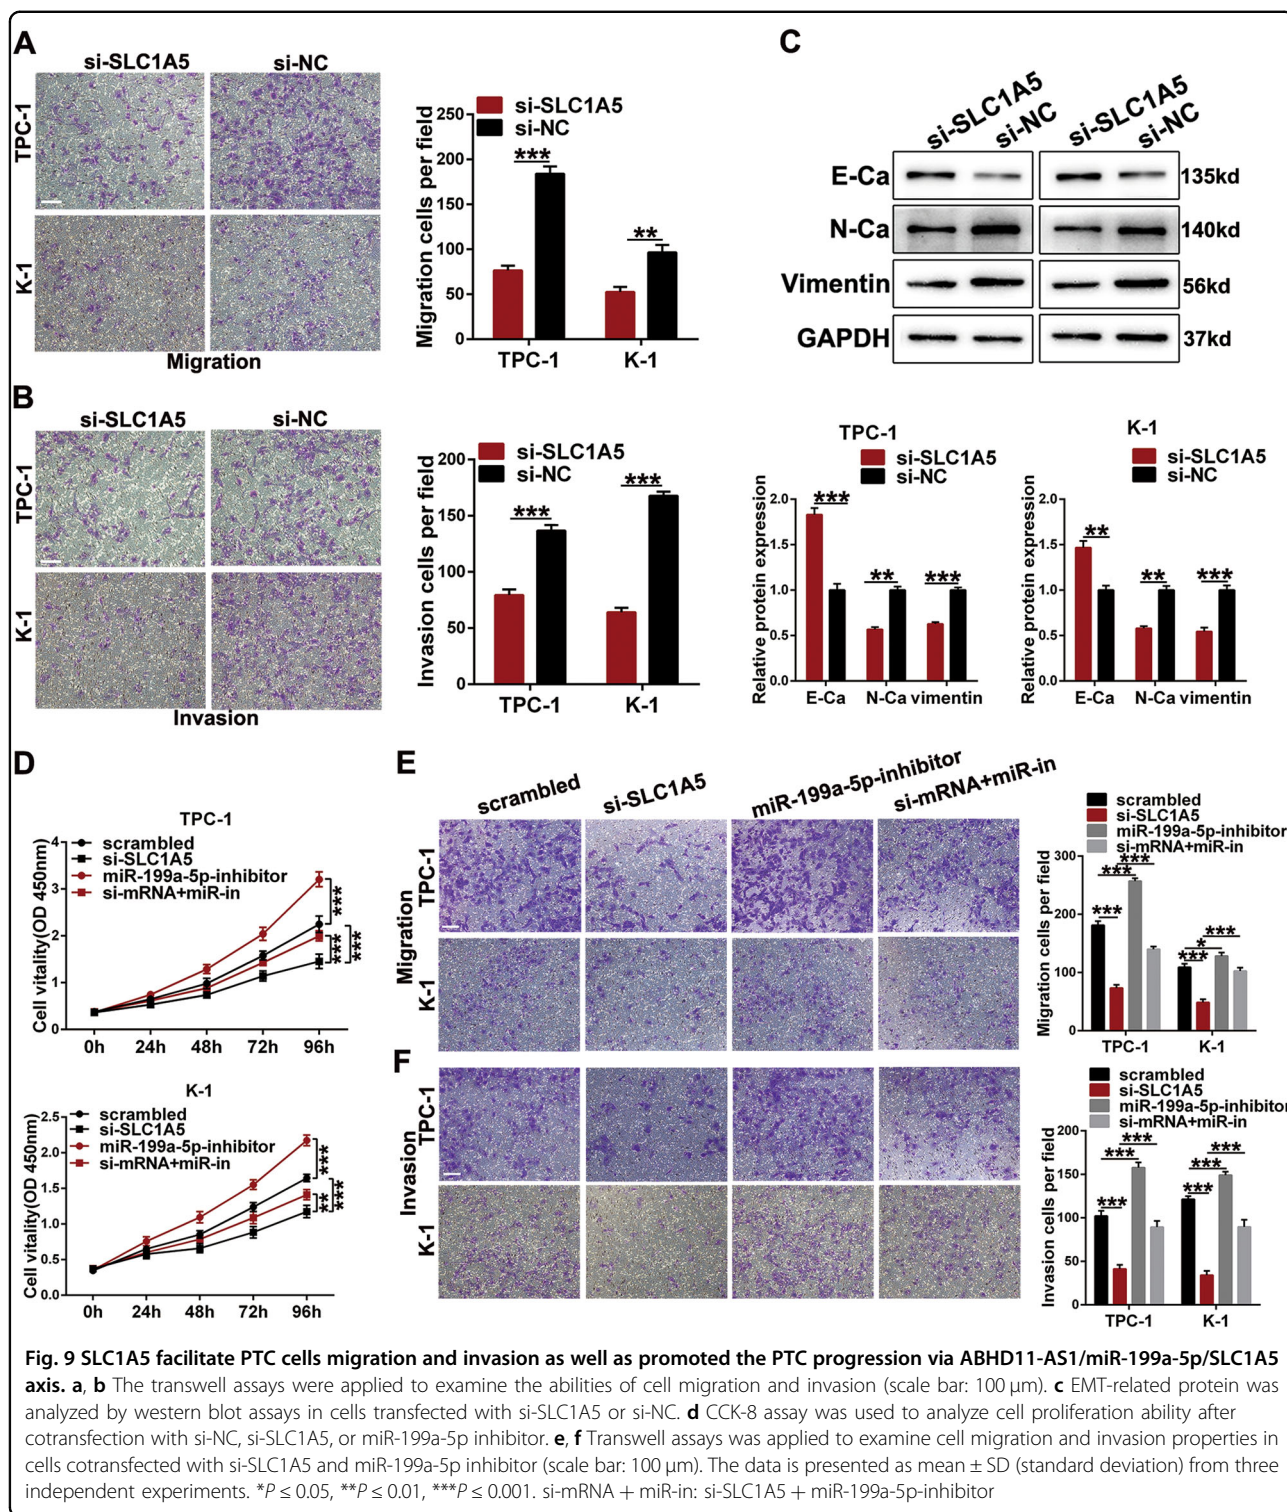 A
si-SLC1A5
si-NC
TPC-1
K-1
Migration
Migration cells per field
250
200
150
100
50
0
si-SLC1A5
si-NC
***
**
TPC-1
K-1
B
si-SLC1A5
si-NC
TPC-1
K-1
Invasion
Invasion cells per field
200
150
100
50
0
si-SLC1A5
si-NC
***
***
TPC-1
K-1
C
si-SLC1A5
si-NC
si-SLC1A5
si-NC
E-Ca
135kd
N-Ca
140kd
Vimentin
56kd
GAPDH
37kd
TPC-1
si-SLC1A5
si-NC
Relative protein expression
2.0
1.5
1.0
0.5
0.0
***
**
***
E-Ca
N-Ca
vimentin
K-1
si-SLC1A5
si-NC
Relative protein expression
2.0
1.5
1.0
0.5
0.0
**
**
***
E-Ca
N-Ca
vimentin
D
TPC-1
scrambled
si-SLC1A5
miR-199a-5p-inhibitor
si-mRNA+miR-in
Cell vitality(OD 450nm)
4
3
2
1
0
***
***
***
0h
24h
48h
72h
96h
K-1
scrambled
si-SLC1A5
miR-199a-5p-inhibitor
si-mRNA+miR-in
Cell vitality(OD 450nm)
2.5
2.0
1.5
1.0
0.5
0.0
***
**
***
0h
24h
48h
72h
96h
E
scrambled
si-SLC1A5
miR-199a-5p-inhibitor
si-mRNA+miR-in
Migration
TPC-1
K-1
scrambled
si-SLC1A5
miR-199a-5p-inhibitor
si-mRNA+miR-in
Migration cells per field
300
200
100
0
***
***
***
***
*
***
TPC-1
K-1
F
Invasion
TPC-1
K-1
scrambled
si-SLC1A5
miR-199a-5p-inhibitor
si-mRNA+miR-in
Invasion cells per field
200
150
100
50
0
***
***
***
***
***
***
TPC-1
K-1
Fig. 9 SLC1A5 facilitate PTC cells migration and invasion as well as promoted the PTC progression via ABHD11-AS1/miR-199a-5p/SLC1A5
axis. a, b The transwell assays were applied to examine the abilities of cell migration and invasion (scale bar: 100 μm). c EMT-related protein was
analyzed by western blot assays in cells transfected with si-SLC1A5 or si-NC. d CCK-8 assay was used to analyze cell proliferation ability after
cotransfection with si-NC, si-SLC1A5, or miR-199a-5p inhibitor. e, f Transwell assays was applied to examine cell migration and invasion properties in
cells cotransfected with si-SLC1A5 and miR-199a-5p inhibitor (scale bar: 100 μm). The data is presented as mean ± SD (standard deviation) from three
independent experiments. *P ≤ 0.05, **P ≤ 0.01, ***P ≤ 0.001. si-mRNA + miR-in: si-SLC1A5 + miR-199a-5p-inhibitor